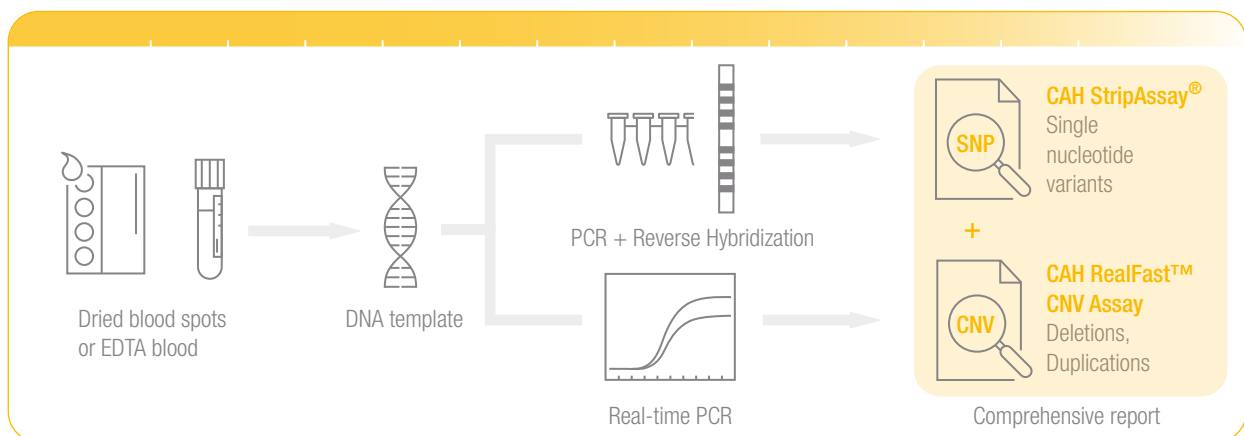 Dried blood spots
or EDTA blood
DNA template
PCR + Reverse Hybridization
Real-time PCR
SNP
CAH StripAssay®
Single
nucleotide
variants
+
CNV
CAH RealFast™
CNV Assay
Deletions,
Duplications
Comprehensive report